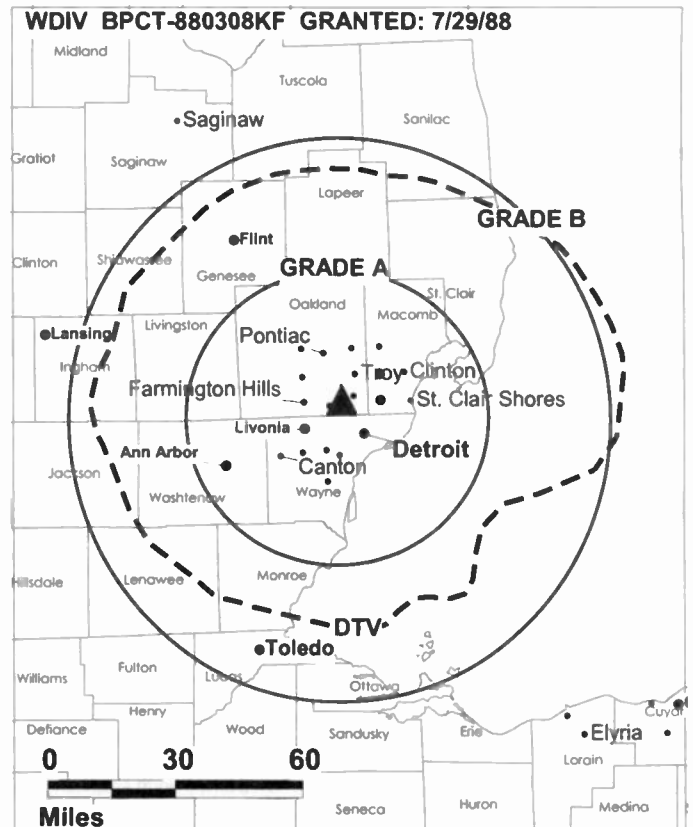 WDIV BPCT-880308KF GRANTED: 7/29/88
Midland
Tuscola
Saginaw
Sanilac
Gratiot
Saginaw
Lapeer
GRADE B
Flint
Clinton
Shiawassee
GRADE A
Genesee
St. Clair
Oakland
Macomb
Livingston
Lansing
Pontiac
Ingham
Troy Clinton
Farmington Hills
St. Clair Shores
Livonia
Detroit
Ann Arbor
Canton
Jackson
Washtenaw
Wayne
Hillsdale
Lenawee
Monroe
DTV
Toledo
Williams
Fulton
Lucas
Ottawa
Henry
Defiance
Wood
Sandusky
Erie
Elyria
Cuyah
Lorain
0 30 60
Miles
Seneca
Huron
Medina